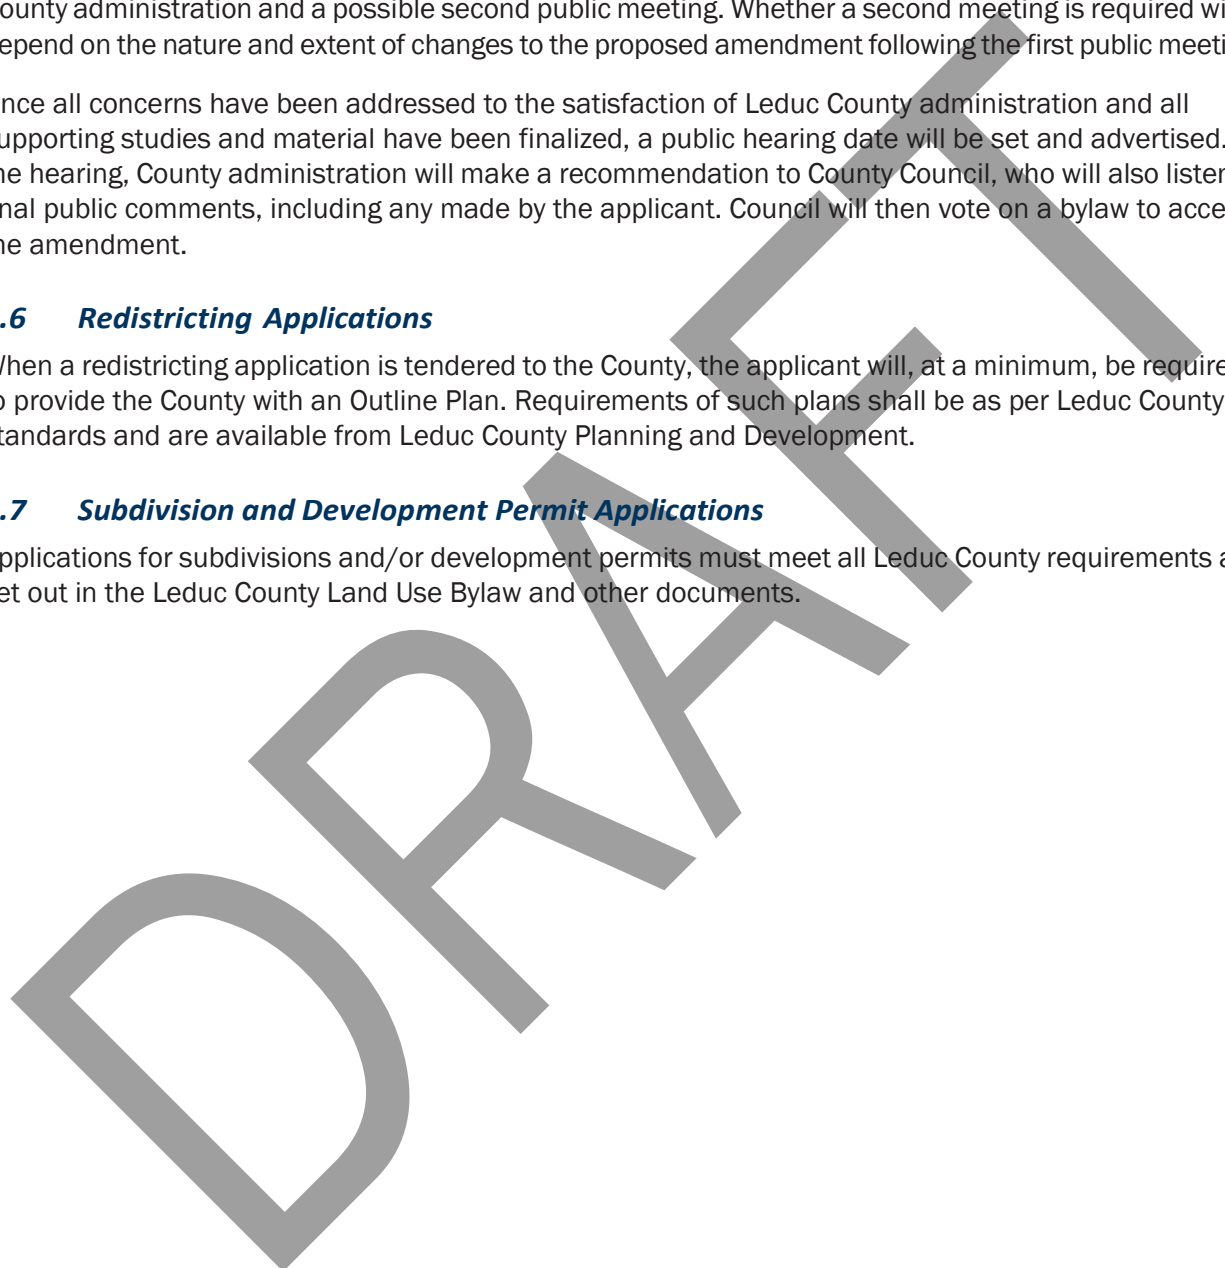 ounty administration and a possible second public meeting. Whether a second meeting is required wi
epend on the nature and extent of changes to the proposed amendment following the first public meeti
nce all concerns have been addressed to the satisfaction of Leduc County administration and all
upporting studies and material have been finalized, a public hearing date will be set and advertised.
he hearing, County administration will make a recommendation to County Council, who will also listen
nal public comments, including any made by the applicant. Council will then vote on a bylaw to acce
he amendment.
.6 Redistricting Applications
hen a redistricting application is tendered to the County, the applicant will, at a minimum, be require
o provide the County with an Outline Plan. Requirements of such plans shall be as per Leduc County
tandards and are available from Leduc County Planning and Development.
.7 Subdivision and Development Permit Applications
pplications for subdivisions and/or development permits must meet all Leduc County requirements a
et out in the Leduc County Land Use Bylaw and other documents.
DRAFT